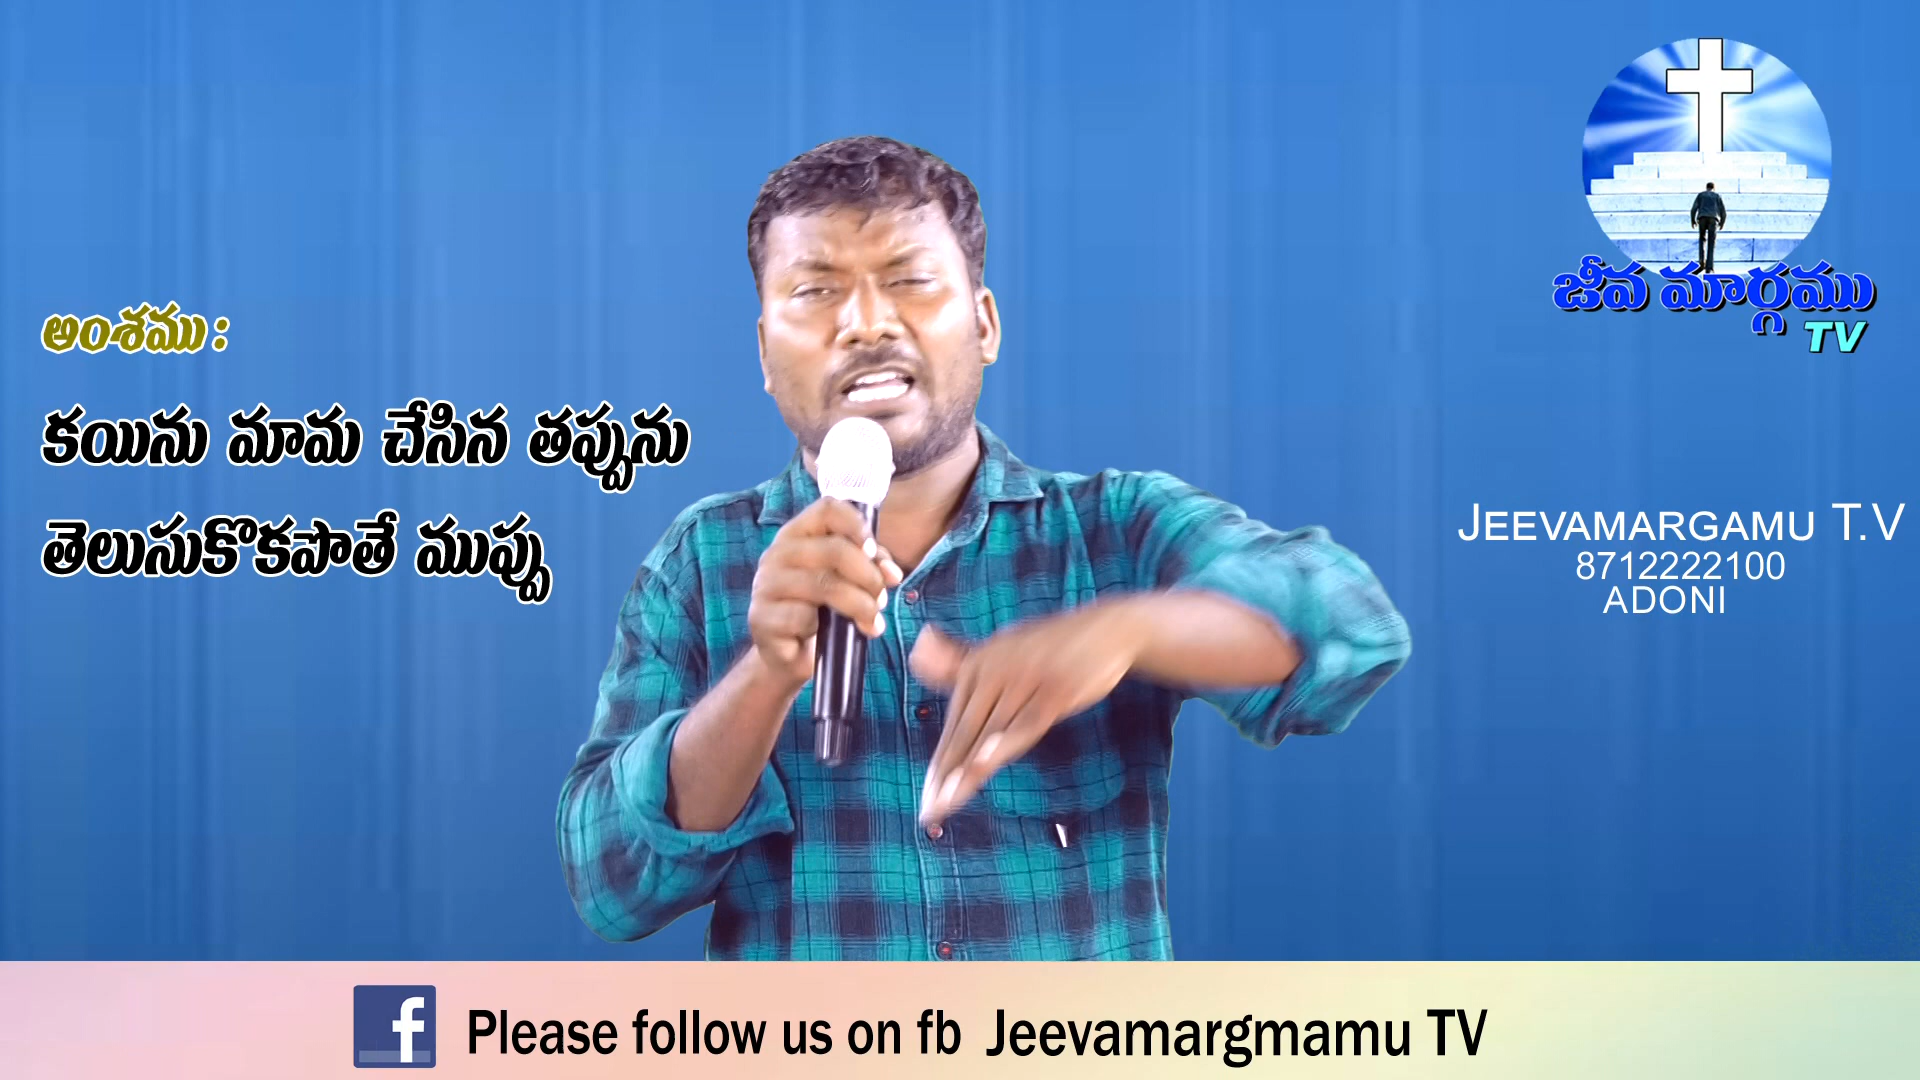 అంశము:
కయిను మామ చేసిన తప్పును
తెలుసుకొకపొతే ముప్పు
జీవ మార్గము
TV
JEEVAMARGAMU T.V
8712222100
ADONI
f
Please follow us on fb Jeevamargmamu TV